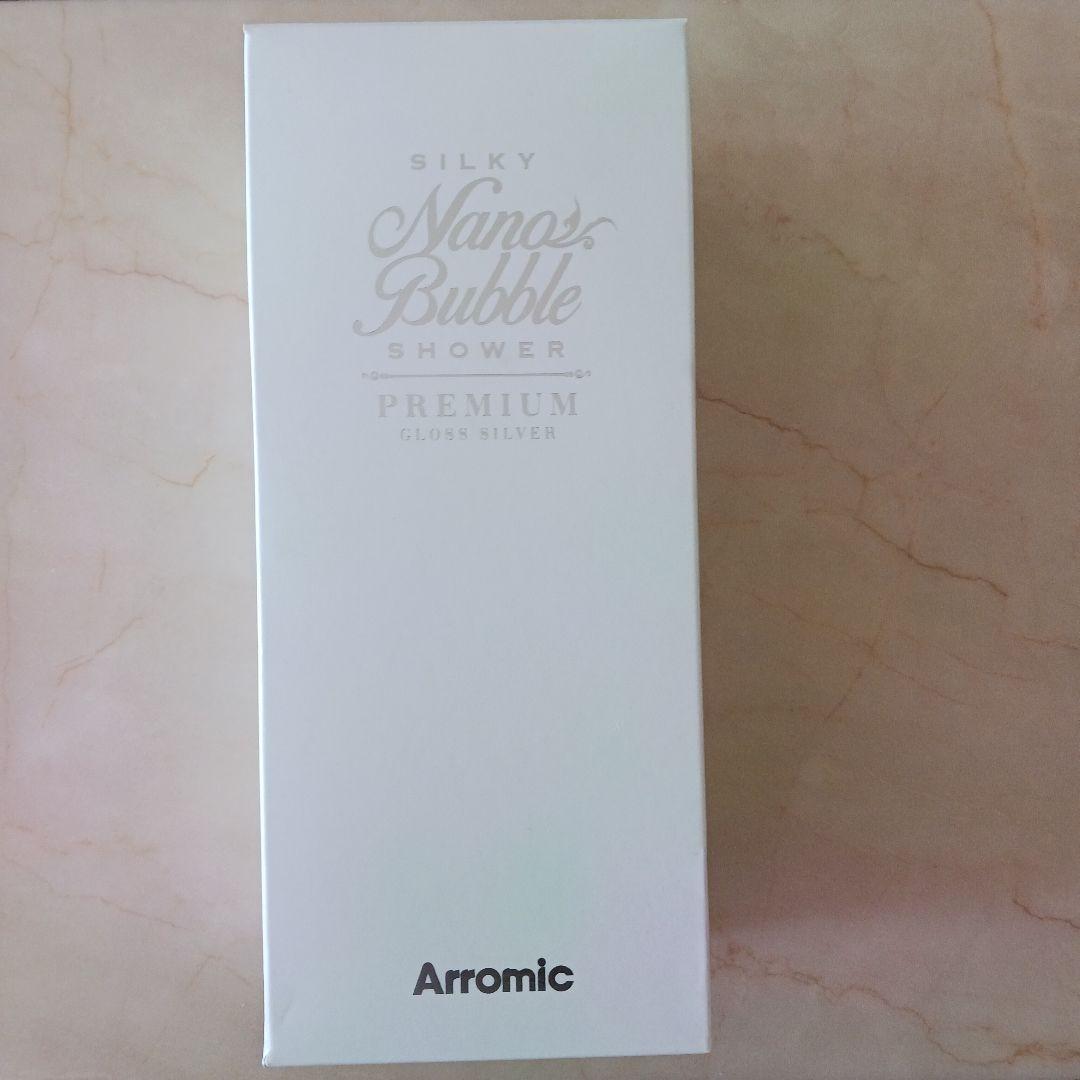 SILKY
Nano
Bubble
SHOWER
PREMIUM
GLOSS SILVER
Arromic